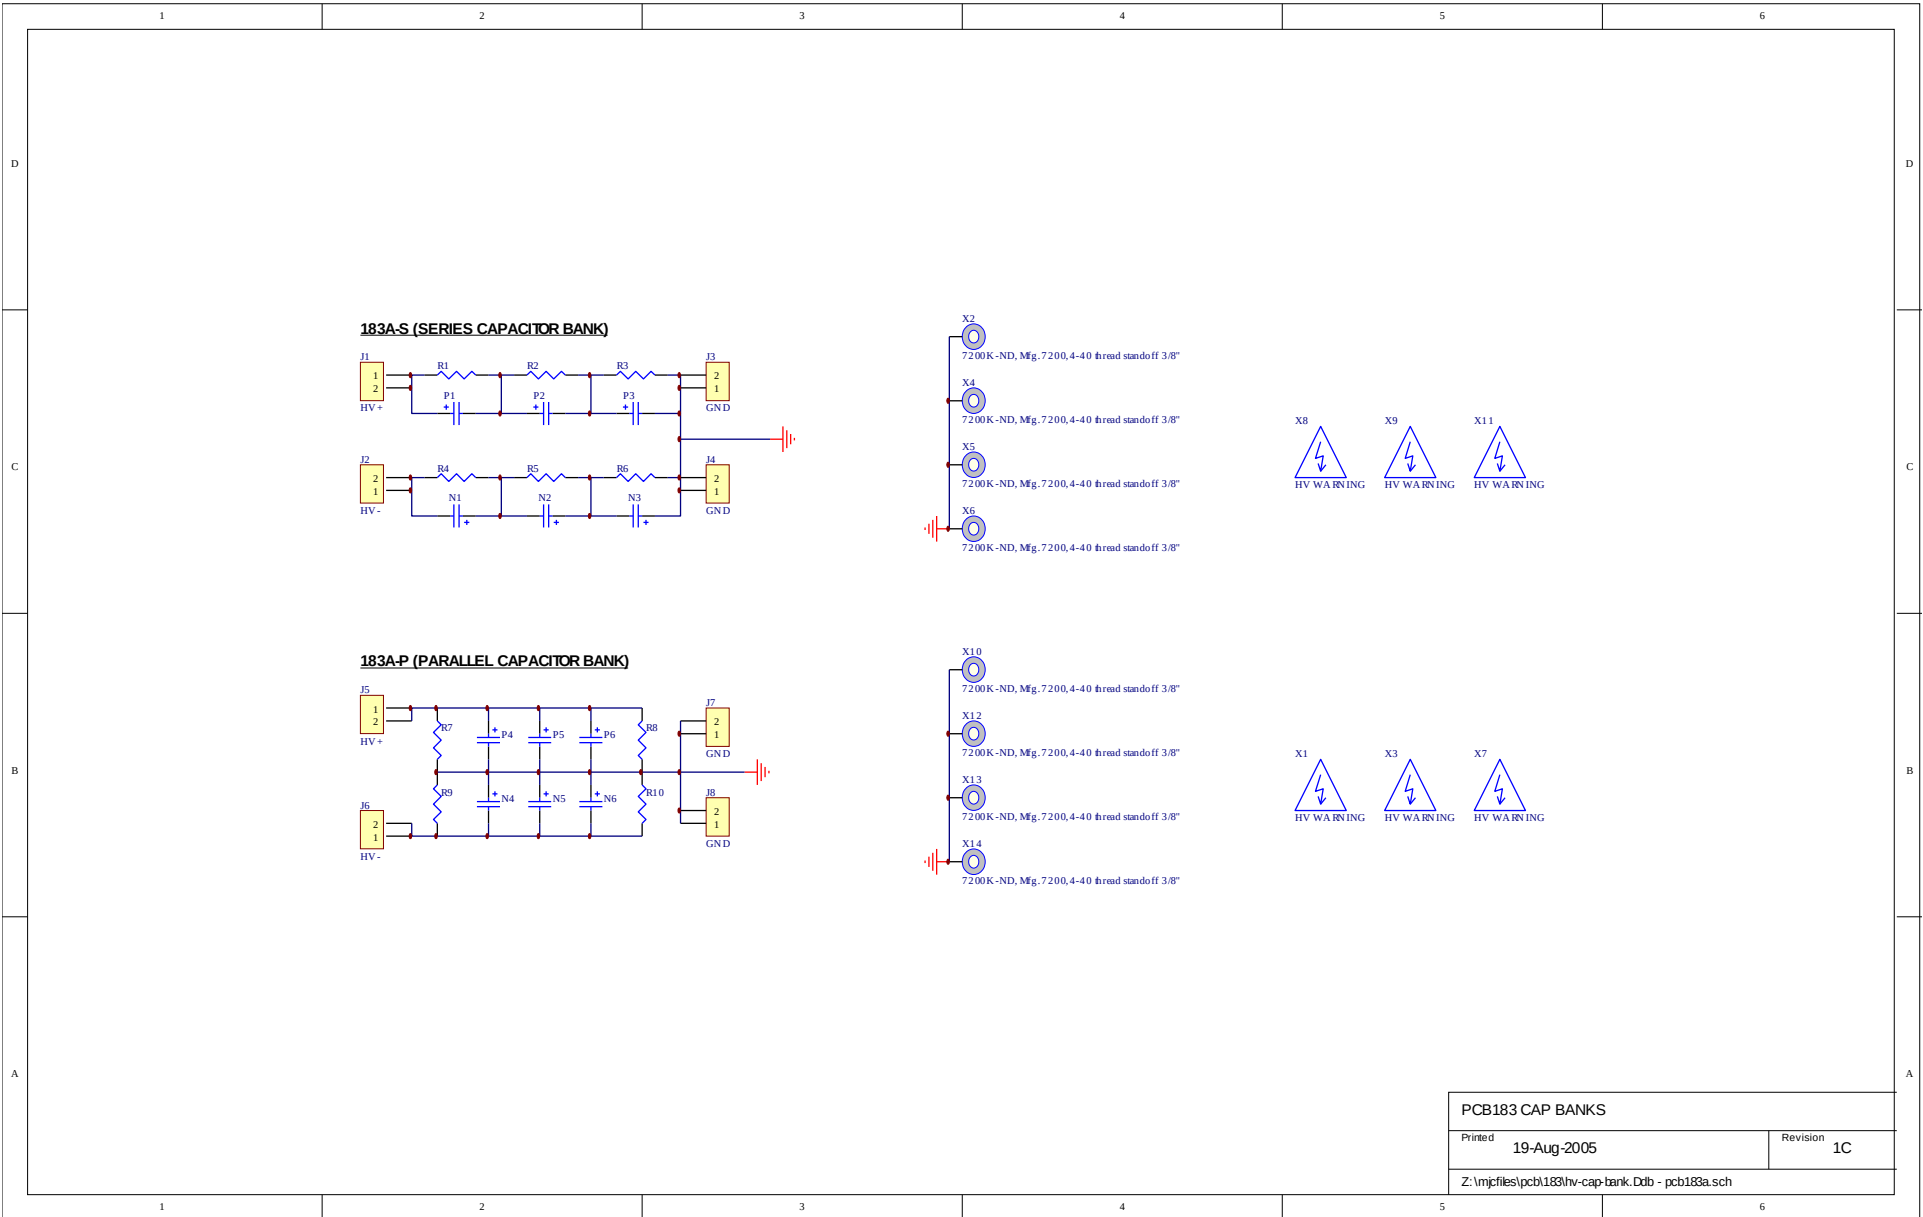 1 2 3 4 5 6
D D
183A-S (SERIES CAPACITOR BANK)
J1 R1 R2 R3 J3
1 2
2 1
P1 P2 P3
+ + +
HV+ GND
J2 R4 R5 R6 J4
2 2
1 1
N1 N2 N3
+ + +
HV- GND
X2
7200K-ND, Mfg. 7200, 4-40 thread standoff 3/8"
X4
7200K-ND, Mfg. 7200, 4-40 thread standoff 3/8"
X5
7200K-ND, Mfg. 7200, 4-40 thread standoff 3/8"
X6
7200K-ND, Mfg. 7200, 4-40 thread standoff 3/8"
X8 X9 X11
HV WARNING HV WARNING HV WARNING
C C
183A-P (PARALLEL CAPACITOR BANK)
J5 J7
1 2
2 1
HV+ GND
R7 P4 P5 P6 R8
+ + +
R9 N4 N5 N6 R10
+ + +
J6 J8
2 2
1 1
HV- GND
X10
7200K-ND, Mfg. 7200, 4-40 thread standoff 3/8"
X12
7200K-ND, Mfg. 7200, 4-40 thread standoff 3/8"
X13
7200K-ND, Mfg. 7200, 4-40 thread standoff 3/8"
X14
7200K-ND, Mfg. 7200, 4-40 thread standoff 3/8"
X1 X3 X7
HV WARNING HV WARNING HV WARNING
B B
A A
PCB183 CAP BANKS
Printed 19-Aug-2005 Revision 1C
Z:\mjcfiles\pcb\183\hv-cap-bank.Ddb - pcb183a.sch
1 2 3 4 5 6